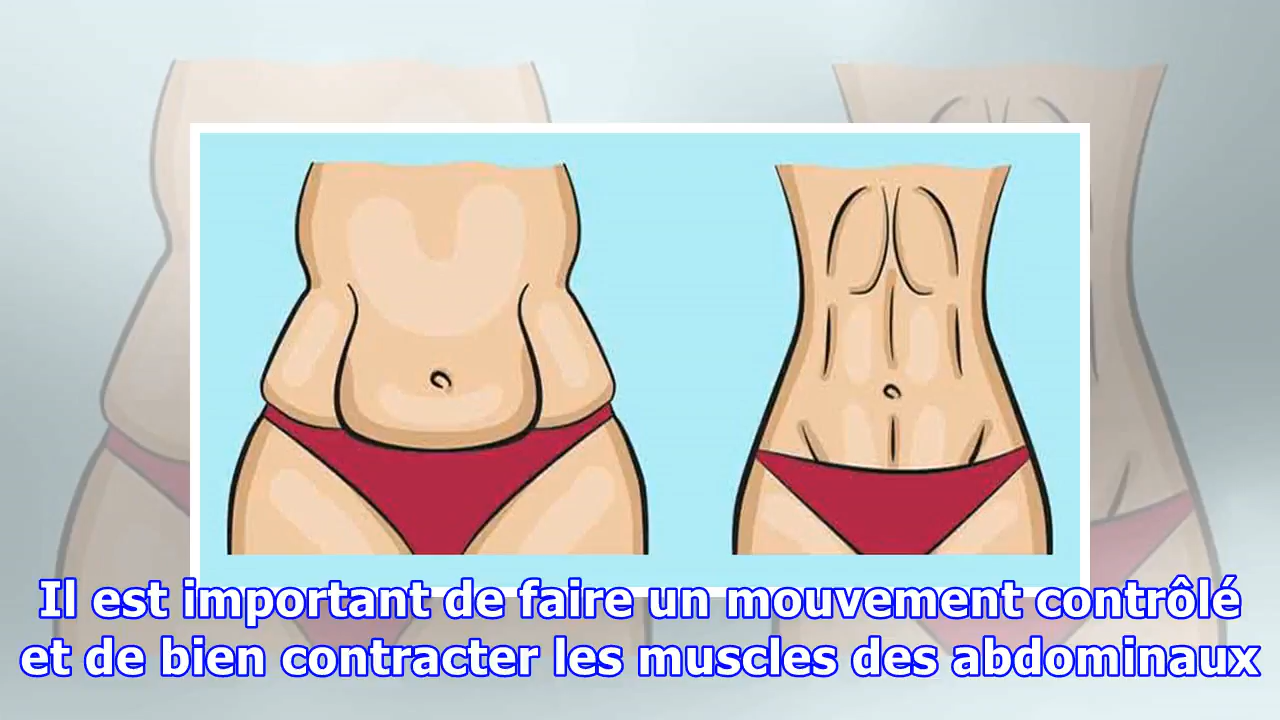 Il est important de faire un mouvement contrôlé
et de bien contracter les muscles des abdominaux